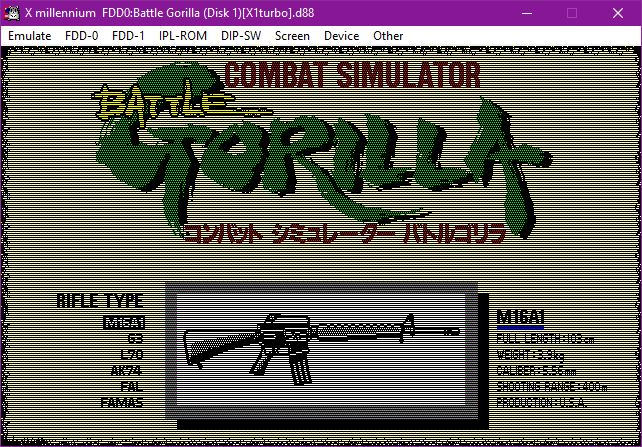 X millennium FDD0:Battle Gorilla (Disk 1)[X1turbo].d88
Emulate FDD-0 FDD-1 IPL-ROM DIP-SW Screen Device Other
COMBAT SIMULATOR
BATTLE
GORILLA
コンバット シミュレーター バトルゴリラ
RIFLE TYPE
M16A1
G3
L70
AK74
FAL
FAMAS
M16A1
FULL LENGTH:103cm
WEIGHT:3.9kg
CALIBER:5.56mm
SHOOTING RANGE:400m
PRODUCTION:U.S.A.